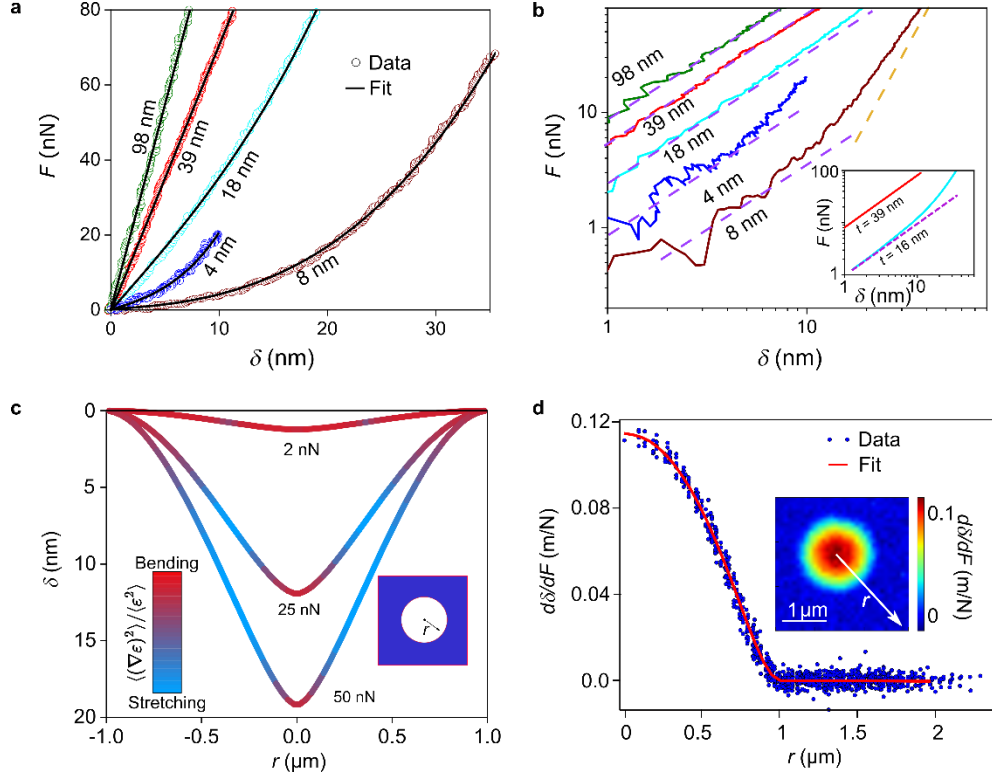 a
F (nN)
80
60
40
20
0
98 nm
39 nm
18 nm
4 nm
8 nm
Data
Fit
0
10
20
30
δ (nm)
b
F (nN)
10
1
98 nm
39 nm
18 nm
4 nm
8 nm
1
10
δ (nm)
F (nN)
100
1
t = 39 nm
t = 16 nm
1
10
δ (nm)
c
δ (nm)
0
5
10
15
20
2 nN
25 nN
50 nN
Bending
⟨(∇ε)²⟩/⟨ε²⟩
Stretching
r
-1.0
-0.5
0.0
0.5
1.0
r (μm)
d
dδ/dF (m/N)
0.12
0.08
0.04
0.0
Data
Fit
r
1 μm
0.1
0
dδ/dF (m/N)
0
0.5
1
1.5
2
r (μm)